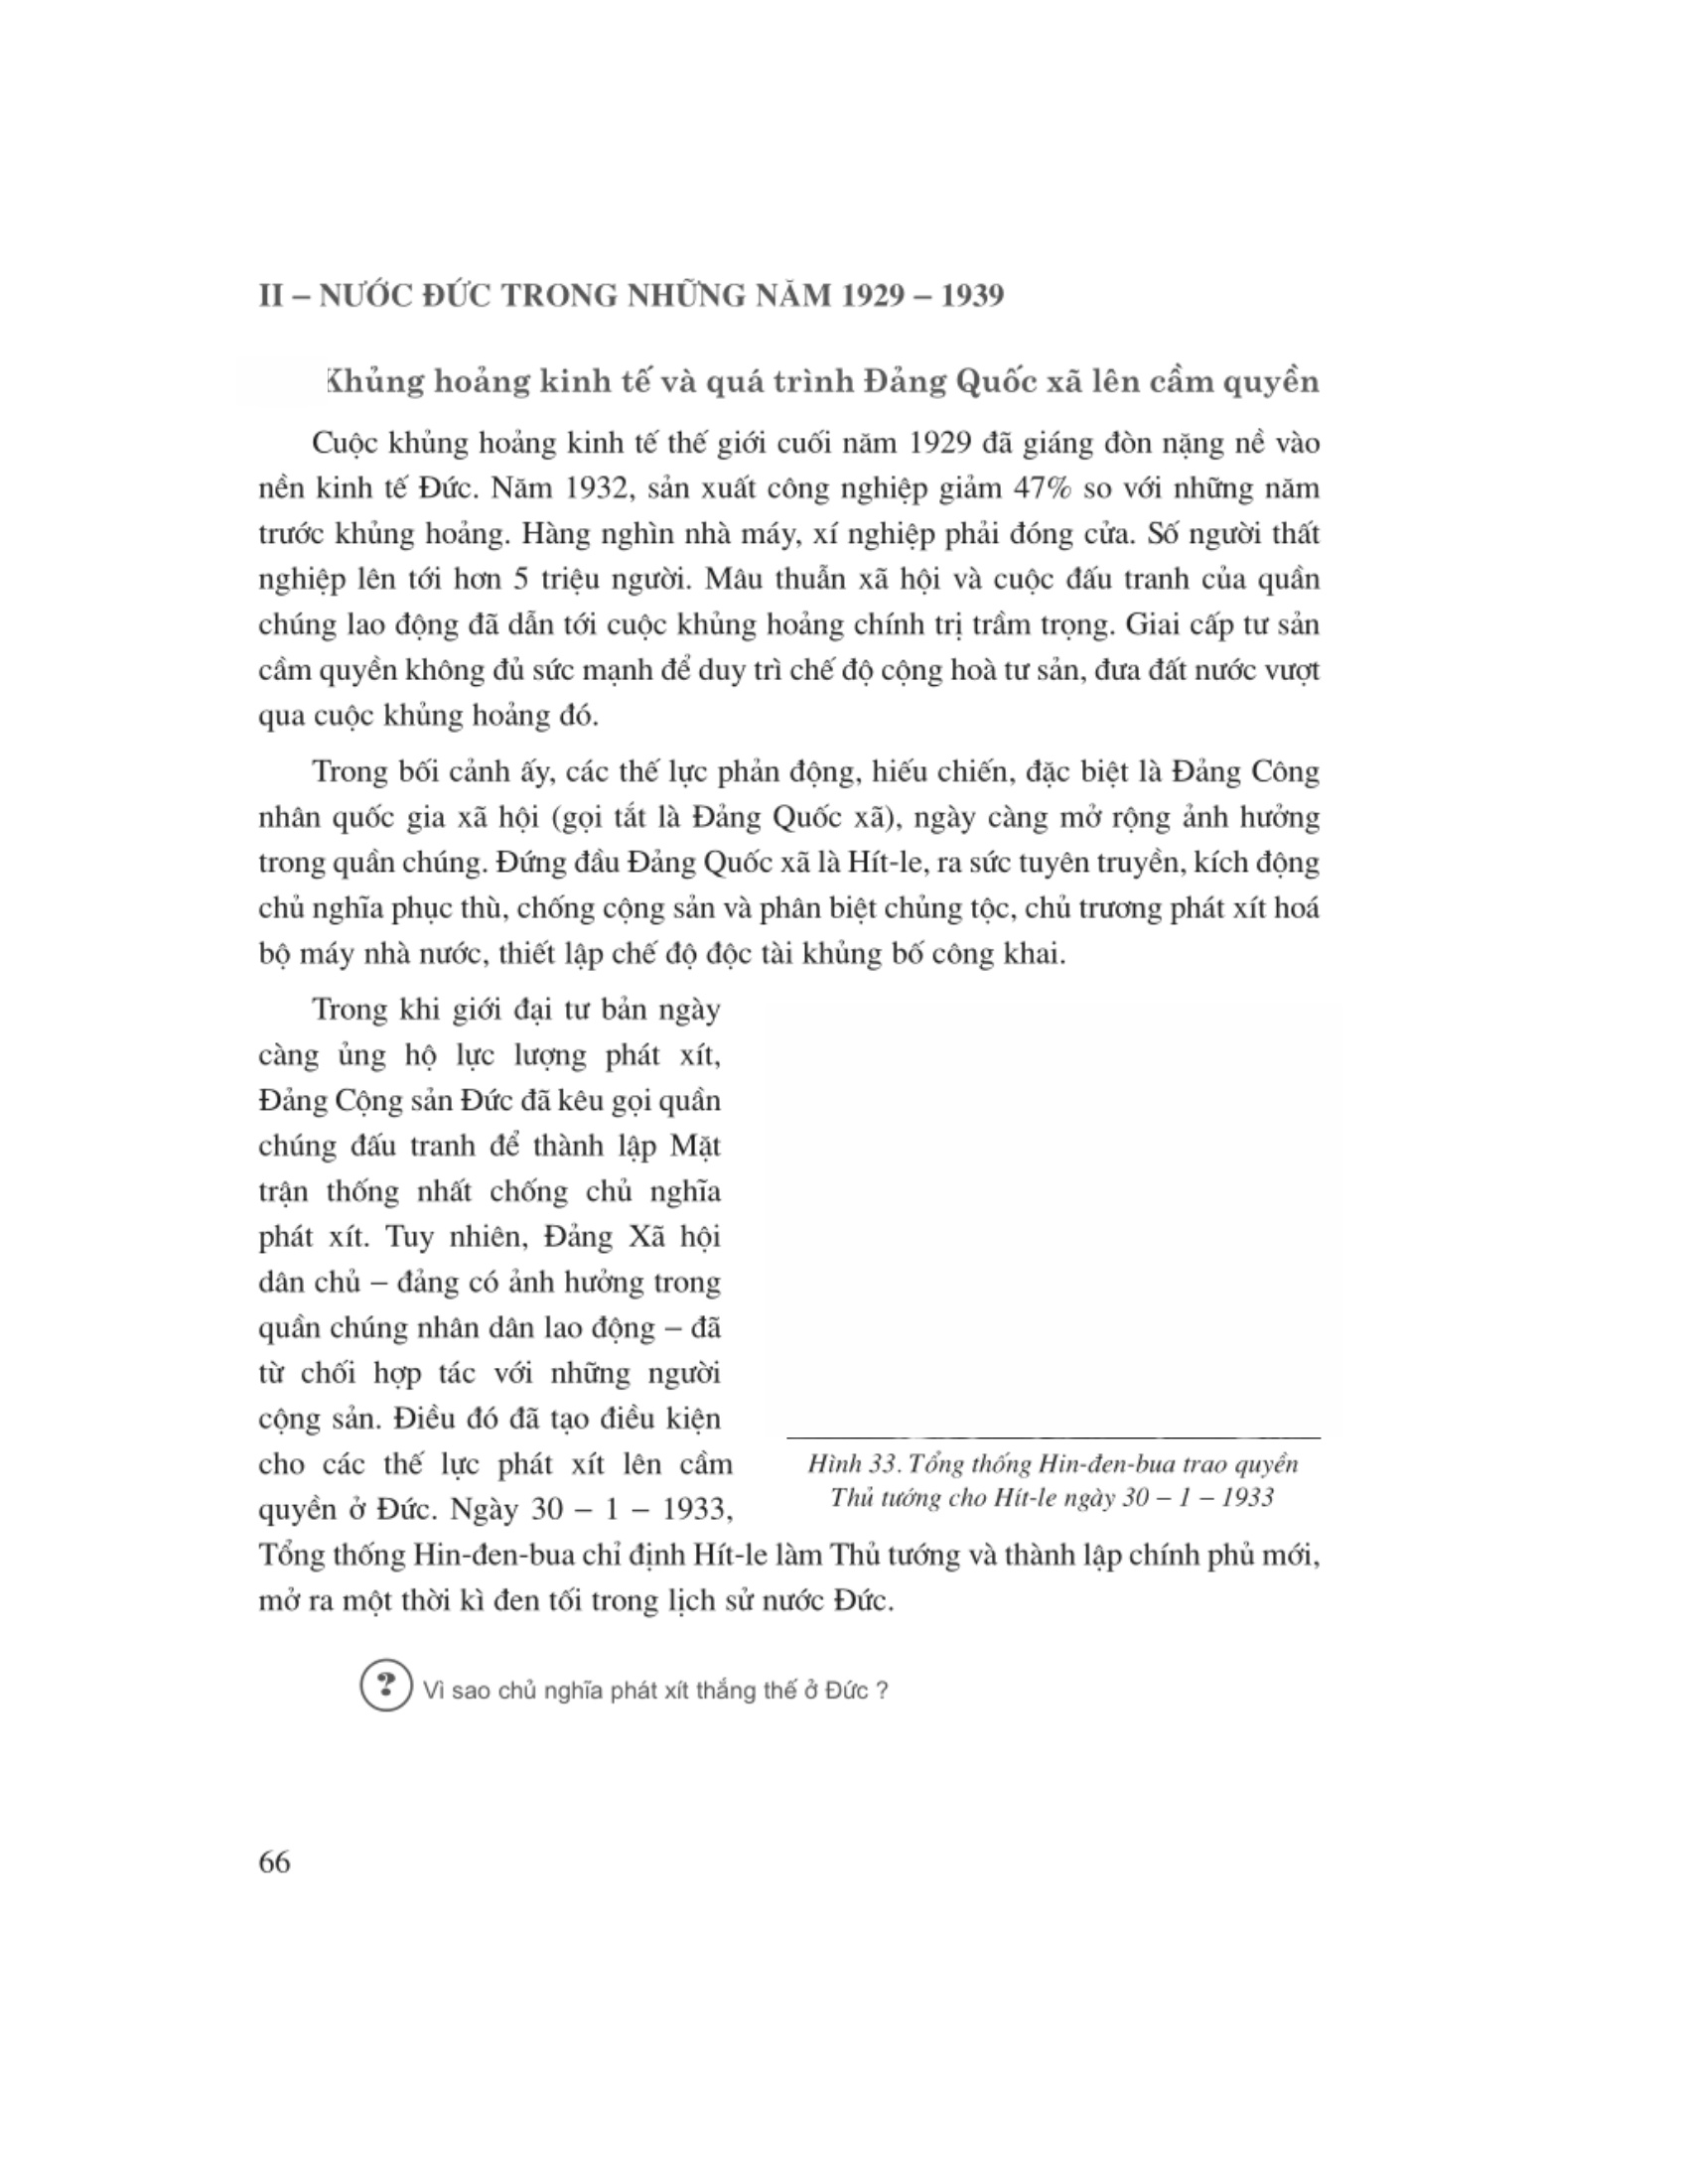 II – NƯỚC ĐỨC TRONG NHỮNG NĂM 1929 – 1939
Khủng hoảng kinh tế và quá trình Đảng Quốc xã lên cầm quyền
Cuộc khủng hoảng kinh tế thế giới cuối năm 1929 đã giáng đòn nặng nề vào
nền kinh tế Đức. Năm 1932, sản xuất công nghiệp giảm 47% so với những năm
trước khủng hoảng. Hàng nghìn nhà máy, xí nghiệp phải đóng cửa. Số người thất
nghiệp lên tới hơn 5 triệu người. Mâu thuẫn xã hội và cuộc đấu tranh của quần
chúng lao động đã dẫn tới cuộc khủng hoảng chính trị trầm trọng. Giai cấp tư sản
cầm quyền không đủ sức mạnh để duy trì chế độ cộng hoà tư sản, đưa đất nước vượt
qua cuộc khủng hoảng đó.
Trong bối cảnh ấy, các thế lực phản động, hiếu chiến, đặc biệt là Đảng Công
nhân quốc gia xã hội (gọi tắt là Đảng Quốc xã), ngày càng mở rộng ảnh hưởng
trong quần chúng. Đứng đầu Đảng Quốc xã là Hít-le, ra sức tuyên truyền, kích động
chủ nghĩa phục thù, chống cộng sản và phân biệt chủng tộc, chủ trương phát xít hoá
bộ máy nhà nước, thiết lập chế độ độc tài khủng bố công khai.
Trong khi giới đại tư bản ngày
càng ủng hộ lực lượng phát xít,
Đảng Cộng sản Đức đã kêu gọi quần
chúng đấu tranh để thành lập Mặt
trận thống nhất chống chủ nghĩa
phát xít. Tuy nhiên, Đảng Xã hội
dân chủ – đảng có ảnh hưởng trong
quần chúng nhân dân lao động – đã
từ chối hợp tác với những người
cộng sản. Điều đó đã tạo điều kiện
cho các thế lực phát xít lên cầm
quyền ở Đức. Ngày 30 – 1 – 1933,
Hình 33. Tổng thống Hin-đen-bua trao quyền
Thủ tướng cho Hít-le ngày 30 – 1 – 1933
Tổng thống Hin-đen-bua chỉ định Hít-le làm Thủ tướng và thành lập chính phủ mới,
mở ra một thời kì đen tối trong lịch sử nước Đức.
? Vì sao chủ nghĩa phát xít thắng thế ở Đức ?
66